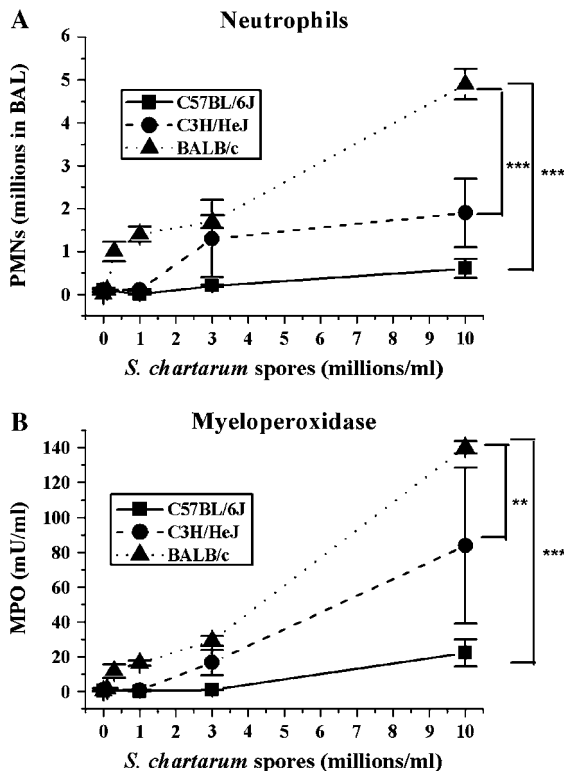 A
Neutrophils
PMNs (millions in BAL)
6
5
4
3
2
1
0
C57BL/6J
C3H/HeJ
BALB/c
***
***
0 1 2 3 4 5 6 7 8 9 10
S. chartarum spores (millions/ml)
B
Myeloperoxidase
MPO (mU/ml)
140
120
100
80
60
40
20
0
C57BL/6J
C3H/HeJ
BALB/c
**
***
0 1 2 3 4 5 6 7 8 9 10
S. chartarum spores (millions/ml)